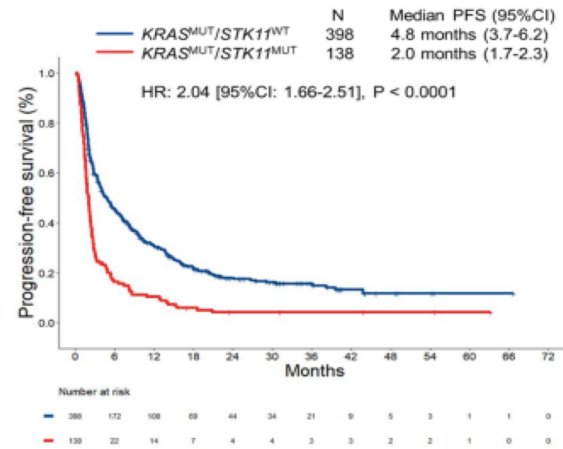 N Median PFS (95%CI)
KRASMUT/STK11WT 398 4.8 months (3.7-6.2)
KRASMUT/STK11MUT 138 2.0 months (1.7-2.3)
HR: 2.04 [95%CI: 1.66-2.51], P < 0.0001
Progression-free survival (%)
1.0
0.8
0.6
0.4
0.2
0.0
0 6 12 18 24 30 36 42 48 54 60 66 72
Months
Number at risk
398 172 108 69 44 34 21 9 5 3 1 1 0
138 22 14 7 4 4 3 3 2 2 1 0 0